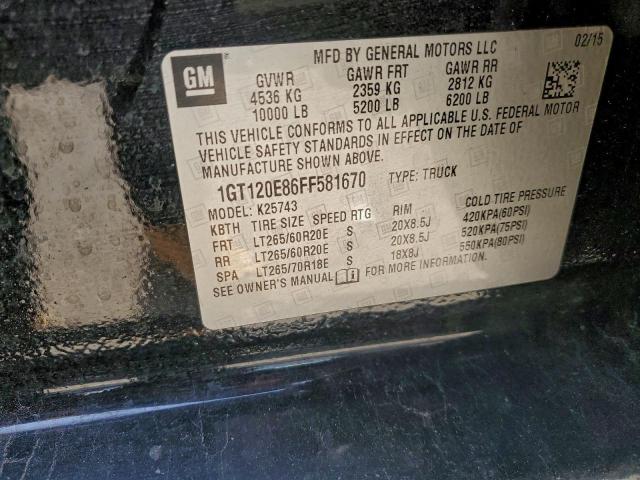 MFD BY GENERAL MOTORS LLC 02/15
GM
GVWR GAWR FRT GAWR RR
4536 KG 2359 KG 2812 KG
10000 LB 5200 LB 6200 LB
THIS VEHICLE CONFORMS TO ALL APPLICABLE U.S. FEDERAL MOTOR
VEHICLE SAFETY STANDARDS IN EFFECT ON THE DATE OF
MANUFACTURE SHOWN ABOVE.
1GT120E86FF581670 TYPE: TRUCK
MODEL: K25743
KBTH TIRE SIZE SPEED RTG RIM COLD TIRE PRESSURE
FRT LT265/60R20E S 20X8.5J 420KPA(60PSI)
RR LT265/60R20E S 20X8.5J 520KPA(75PSI)
SPA LT265/70R18E S 18X8J 550KPA(80PSI)
SEE OWNER'S MANUAL FOR MORE INFORMATION.